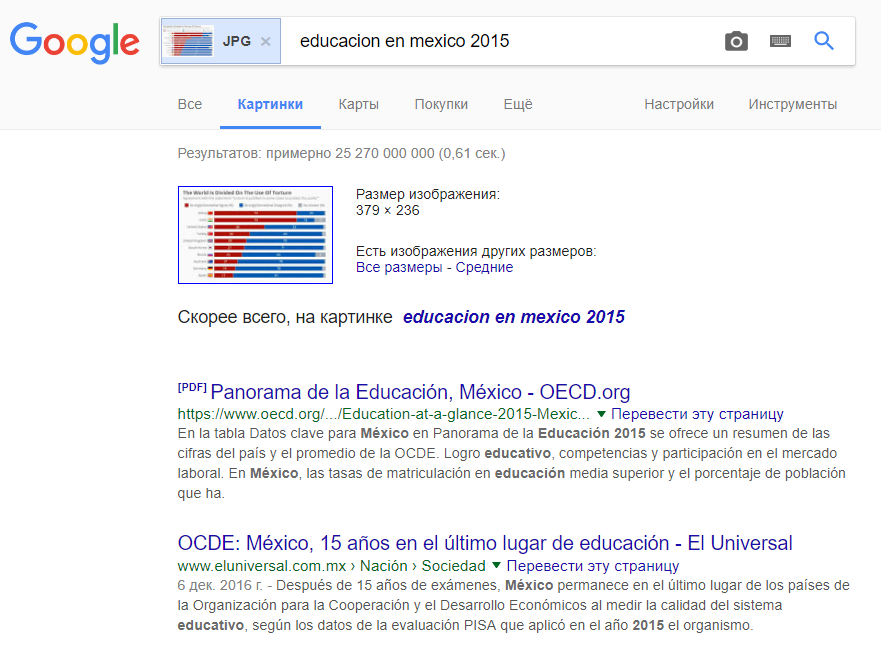 Google
JPG × educacion en mexico 2015
Все Картинки Карты Покупки Ещё Настройки Инструменты
Результатов: примерно 25 270 000 000 (0,61 сек.)
The World Is Divided On The Use Of Torture
Размер изображения:
379 × 236
Есть изображения других размеров:
Все размеры - Средние
Скорее всего, на картинке educacion en mexico 2015
[PDF] Panorama de la Educación, México - OECD.org
https://www.oecd.org/.../Education-at-a-glance-2015-Mexic... ▼ Перевести эту страницу
En la tabla Datos clave para México en Panorama de la Educación 2015 se ofrece un resumen de las
cifras del país y el promedio de la OCDE. Logro educativo, competencias y participación en el mercado
laboral. En México, las tasas de matriculación en educación media superior y el porcentaje de población
que ha.
OCDE: México, 15 años en el último lugar de educación - El Universal
www.eluniversal.com.mx › Nación › Sociedad ▼ Перевести эту страницу
6 дек. 2016 г. - Después de 15 años de exámenes, México permanece en el último lugar de los países de
la Organización para la Cooperación y el Desarrollo Económicos al medir la calidad del sistema
educativo, según los datos de la evaluación PISA que aplicó en el año 2015 el organismo.